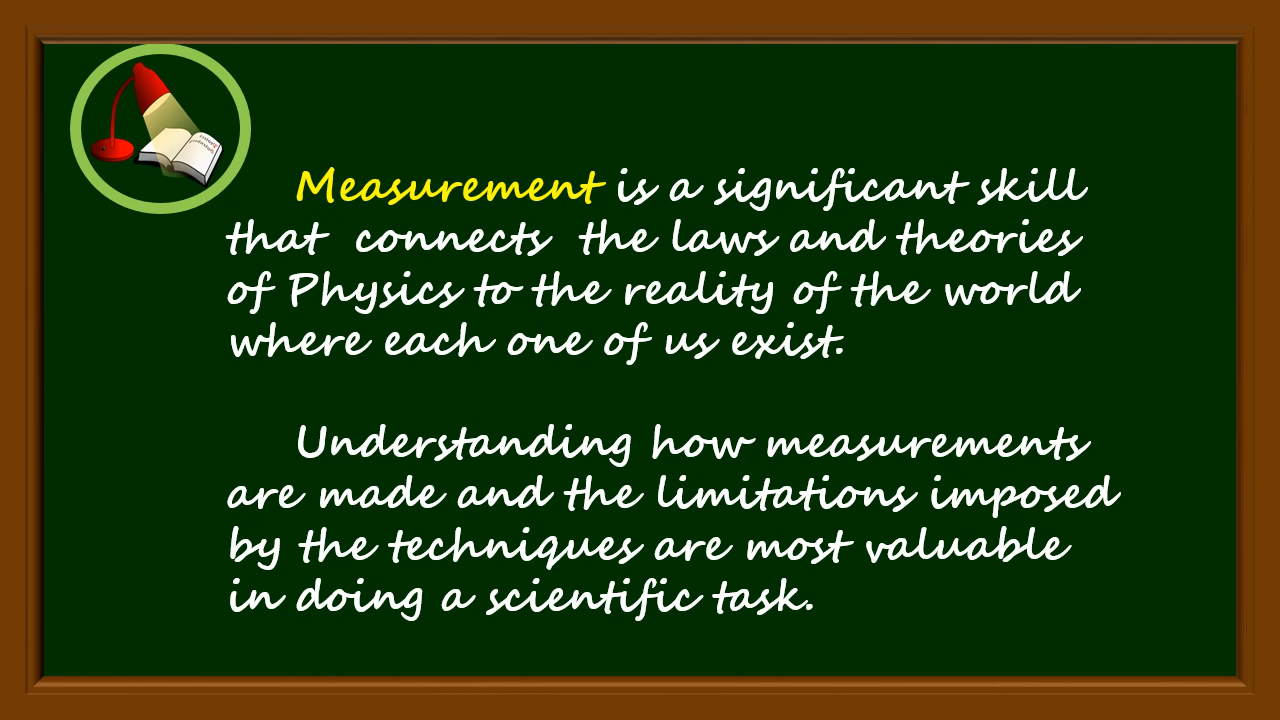 Measurement is a significant skill
that connects the laws and theories
of Physics to the reality of the world
where each one of us exist.
Understanding how measurements
are made and the limitations imposed
by the techniques are most valuable
in doing a scientific task.